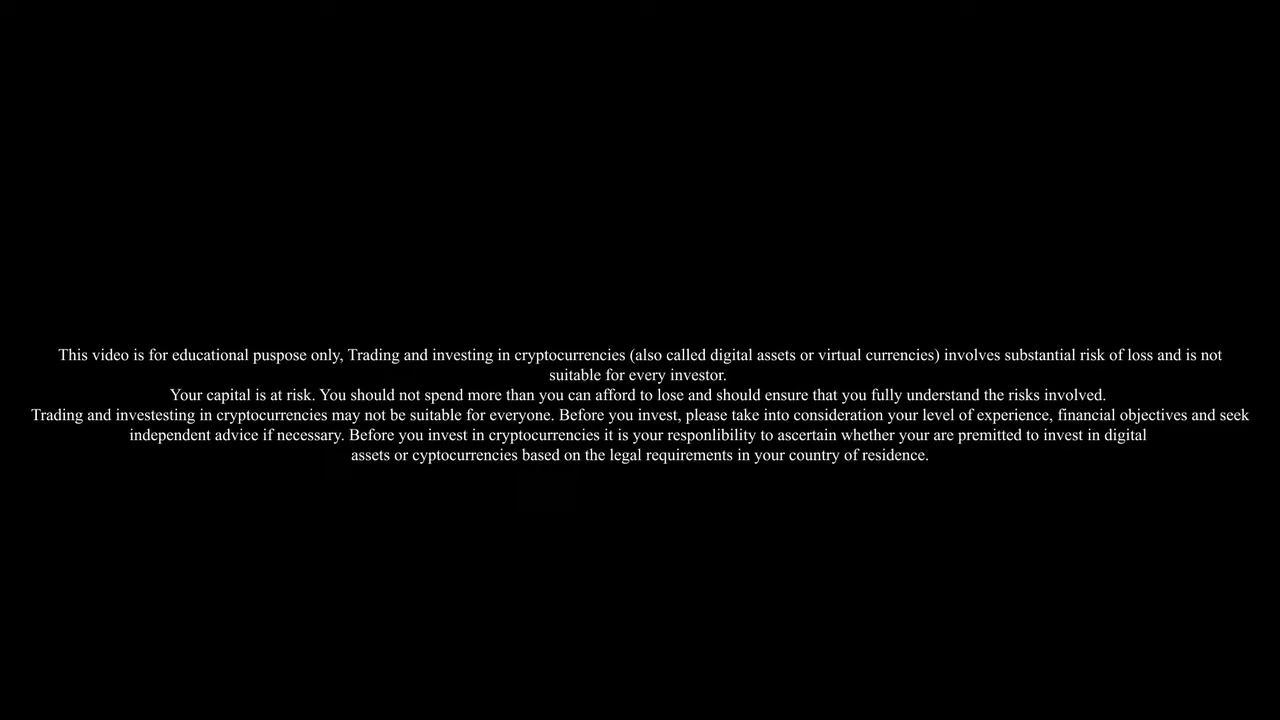 This video is for educational puspose only, Trading and investing in cryptocurrencies (also called digital assets or virtual currencies) involves substantial risk of loss and is not
suitable for every investor.
Your capital is at risk. You should not spend more than you can afford to lose and should ensure that you fully understand the risks involved.
Trading and investesting in cryptocurrencies may not be suitable for everyone. Before you invest, please take into consideration your level of experience, financial objectives and seek
independent advice if necessary. Before you invest in cryptocurrencies it is your responlibility to ascertain whether your are premitted to invest in digital
assets or cyptocurrencies based on the legal requirements in your country of residence.